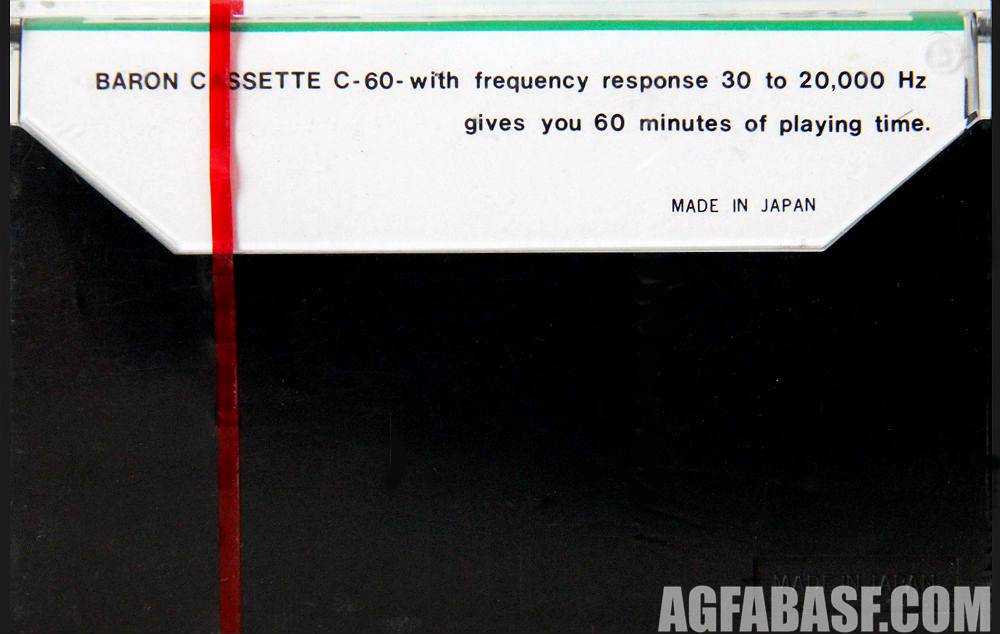 BARON CASSETTE C-60-with frequency response 30 to 20,000 Hz
gives you 60 minutes of playing time.
MADE IN JAPAN
MADE IN JAPAN
AGFABASF.COM